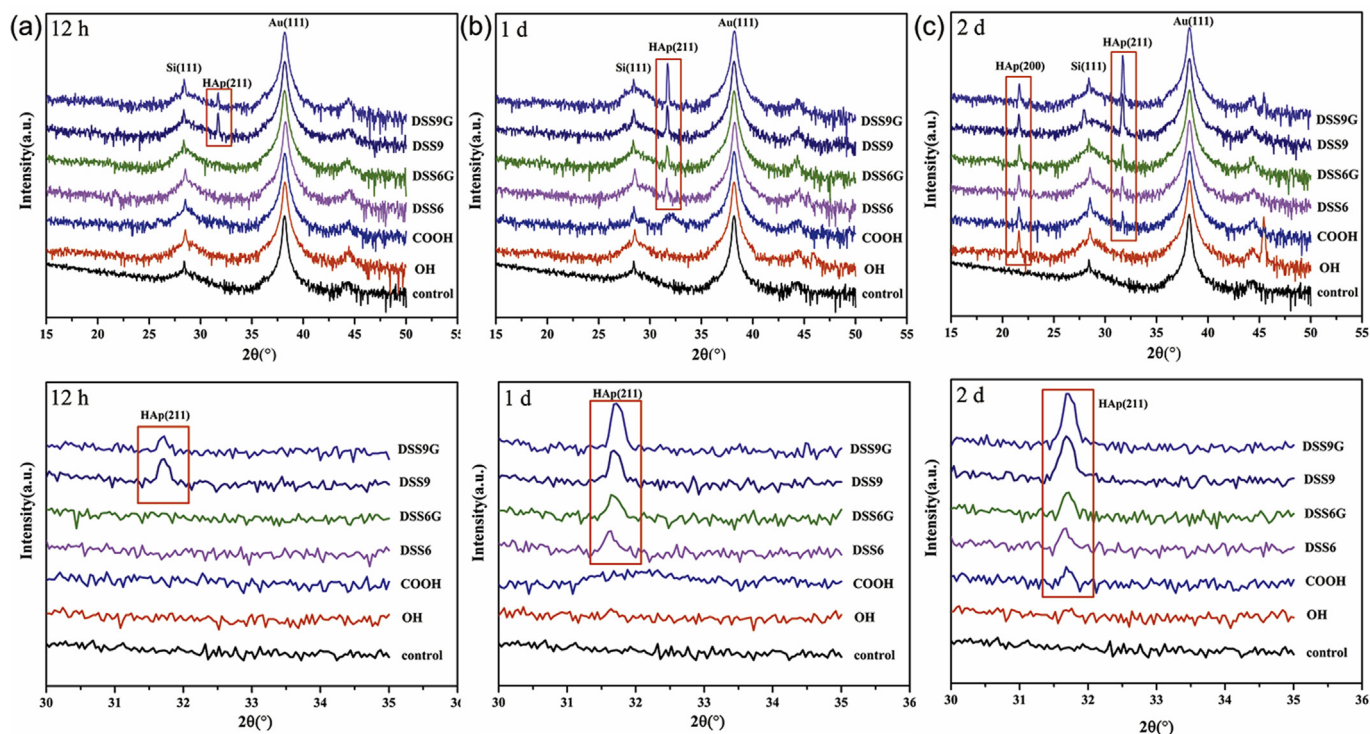 (a)
12 h
Au(111)
Si(111)
HAp(211)
DSS9G
DSS9
DSS6G
DSS6
COOH
OH
control
Intensity(a.u.)
15 20 25 30 35 40 45 50 55
2θ(°)
(b)
1 d
Au(111)
Si(111)
HAp(211)
DSS9G
DSS9
DSS6G
DSS6
COOH
OH
control
Intensity(a.u.)
15 20 25 30 35 40 45 50 55
2θ(°)
(c)
2 d
Au(111)
HAp(211)
HAp(200)
Si(111)
DSS9G
DSS9
DSS6G
DSS6
COOH
OH
control
Intensity(a.u.)
15 20 25 30 35 40 45 50 55
2θ(°)
12 h
HAp(211)
DSS9G
DSS9
DSS6G
DSS6
COOH
OH
control
Intensity(a.u.)
30 31 32 33 34 35 36
2θ(°)
1 d
HAp(211)
DSS9G
DSS9
DSS6G
DSS6
COOH
OH
control
Intensity(a.u.)
30 31 32 33 34 35 36
2θ(°)
2 d
HAp(211)
DSS9G
DSS9
DSS6G
DSS6
COOH
OH
control
Intensity(a.u.)
30 31 32 33 34 35 36
2θ(°)